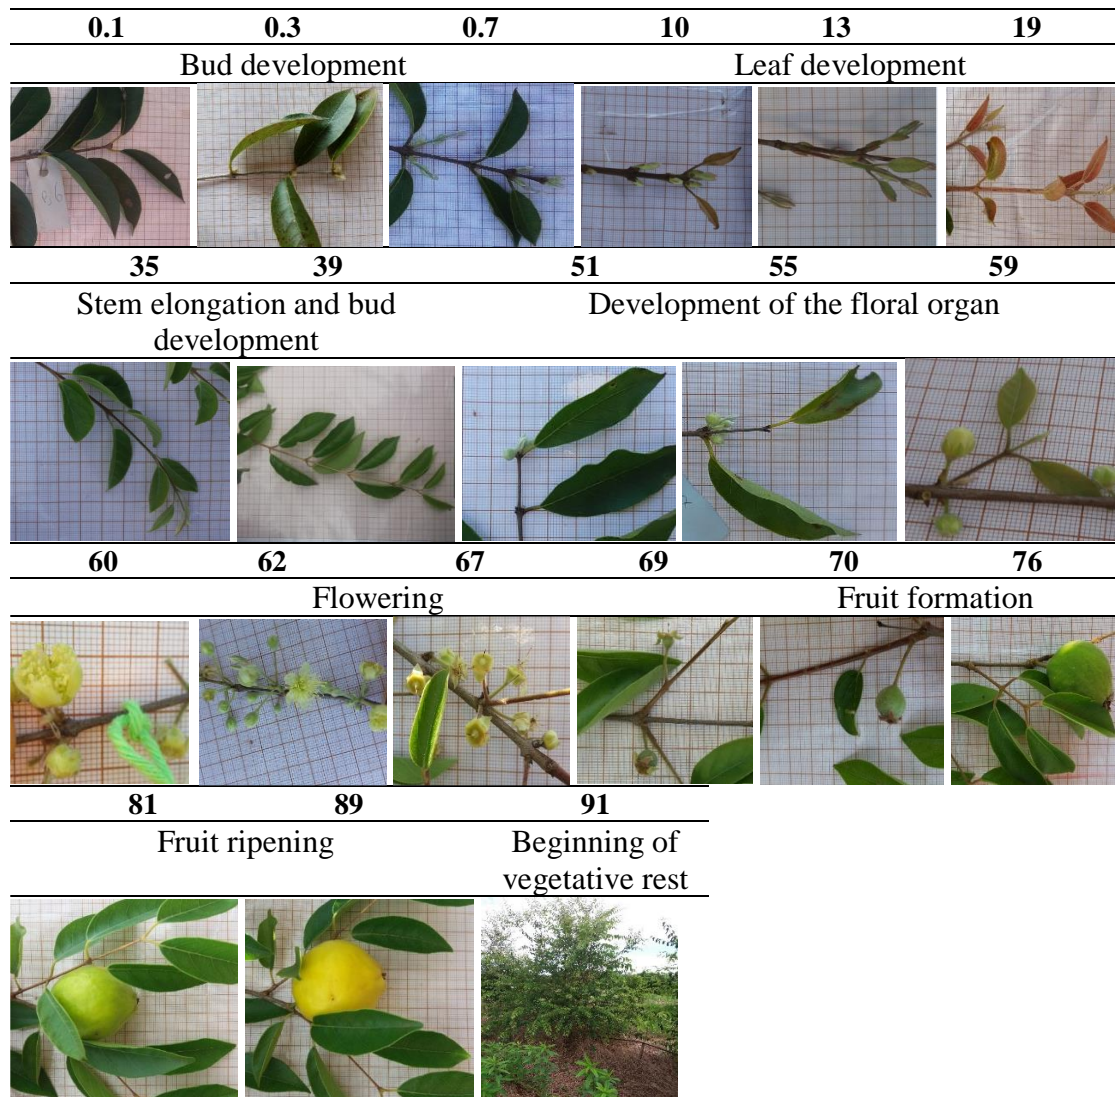 0.1 0.3 0.7 10 13 19
Bud development Leaf development
35 39 51 55 59
Stem elongation and bud Development of the floral organ
development
60 62 67 69 70 76
Flowering Fruit formation
81 89 91
Fruit ripening Beginning of
vegetative rest